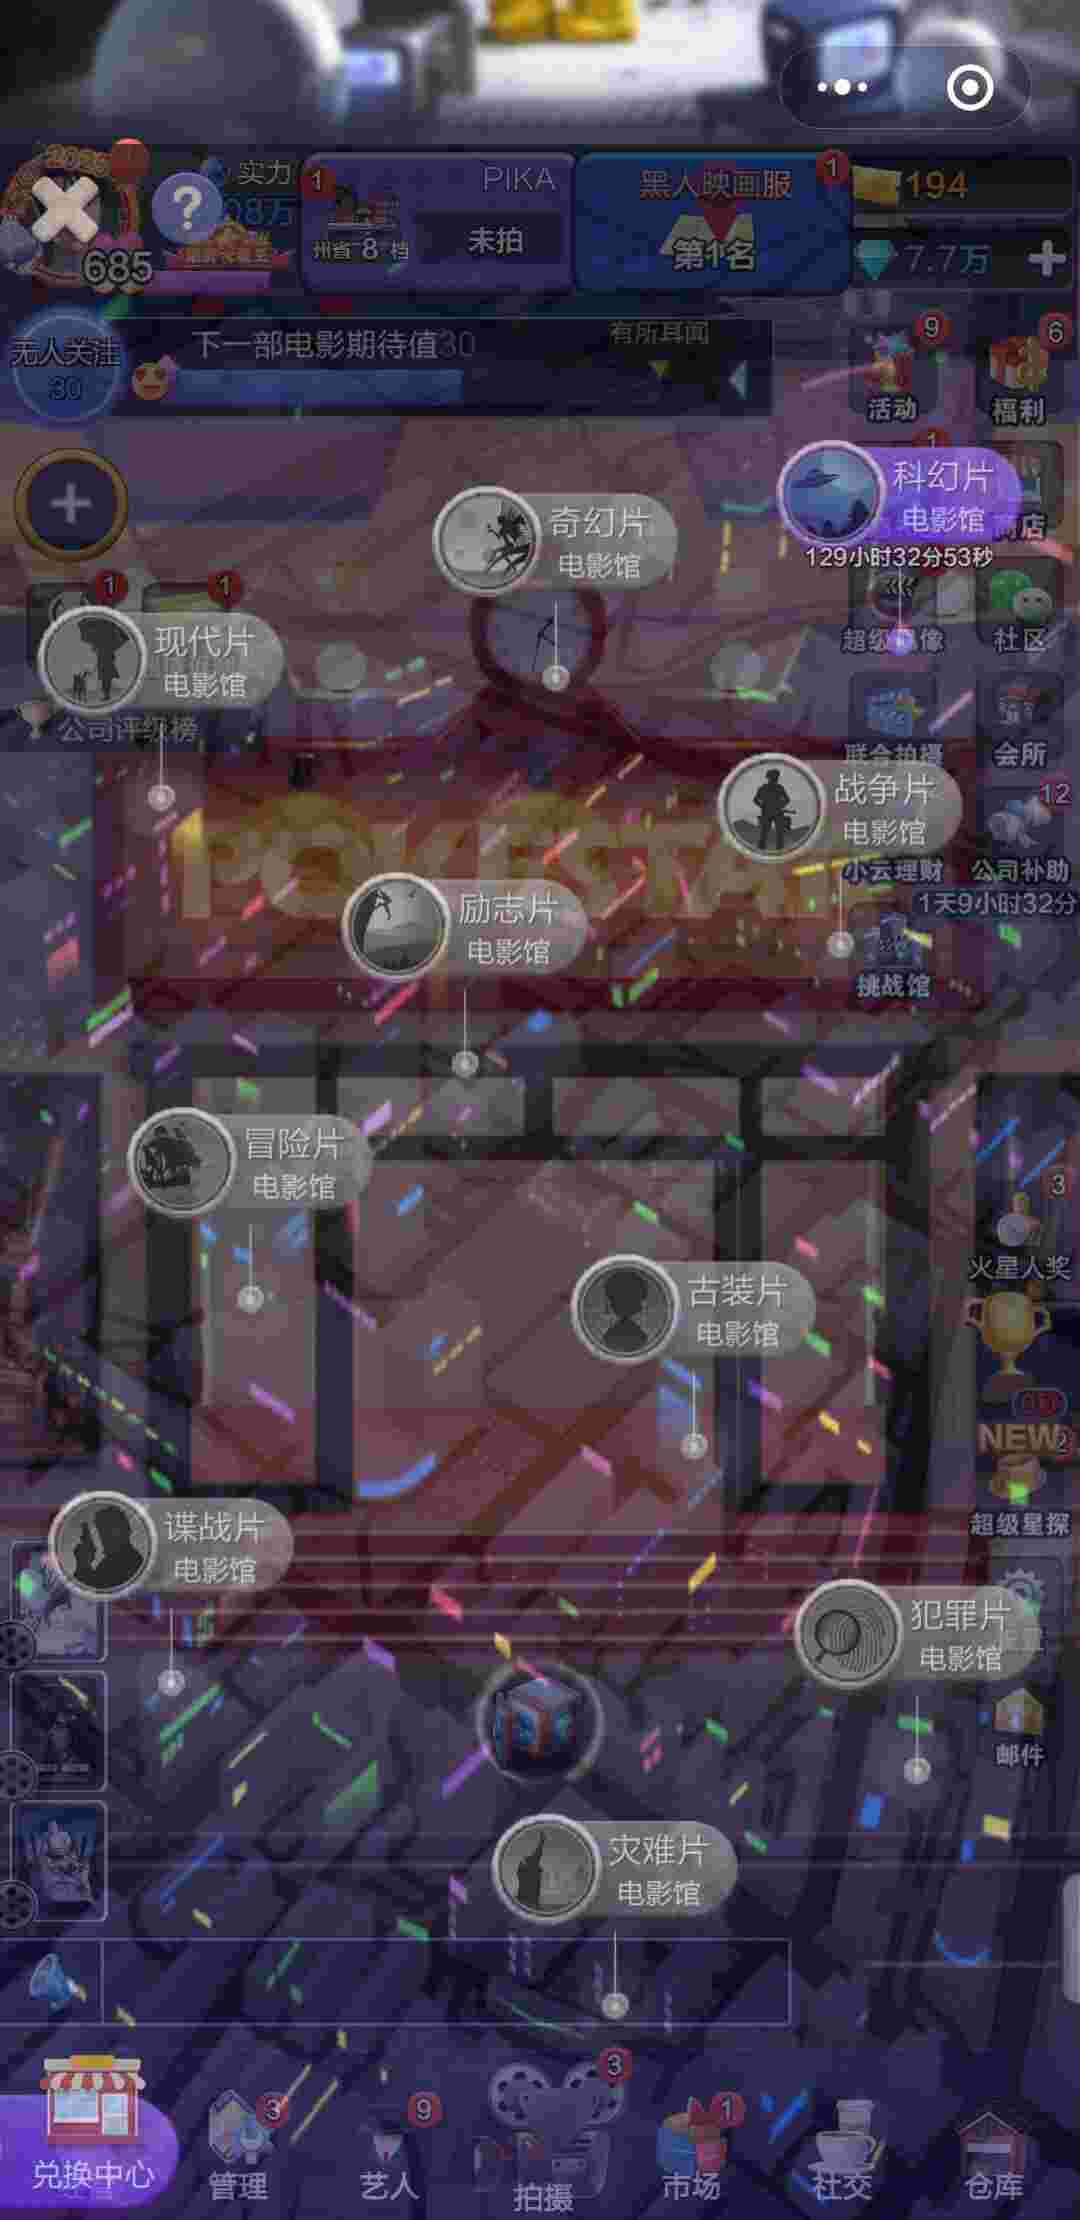 实力
1
PIKA
黑人映画服
1
194
?
98万
州省 8 档
未拍
第1名
685
7.7万
无人关注
30
下一部电影期待值30
有所耳闻
9
活动
6
福利
1
科幻片
电影馆
129小时32分53秒
商店
奇幻片
电影馆
1
1
现代片
电影馆
公司评级榜
社区
联合拍摄
会所
战争片
电影馆
12
小云理财
公司补助
1天9小时32分
POKESTAR
励志片
电影馆
挑战馆
冒险片
电影馆
3
火星人奖
古装片
电影馆
NEW
超级星探
谍战片
电影馆
犯罪片
电影馆
邮件
灾难片
电影馆
兑换中心
3
管理
9
艺人
3
拍摄
1
市场
社交
仓库